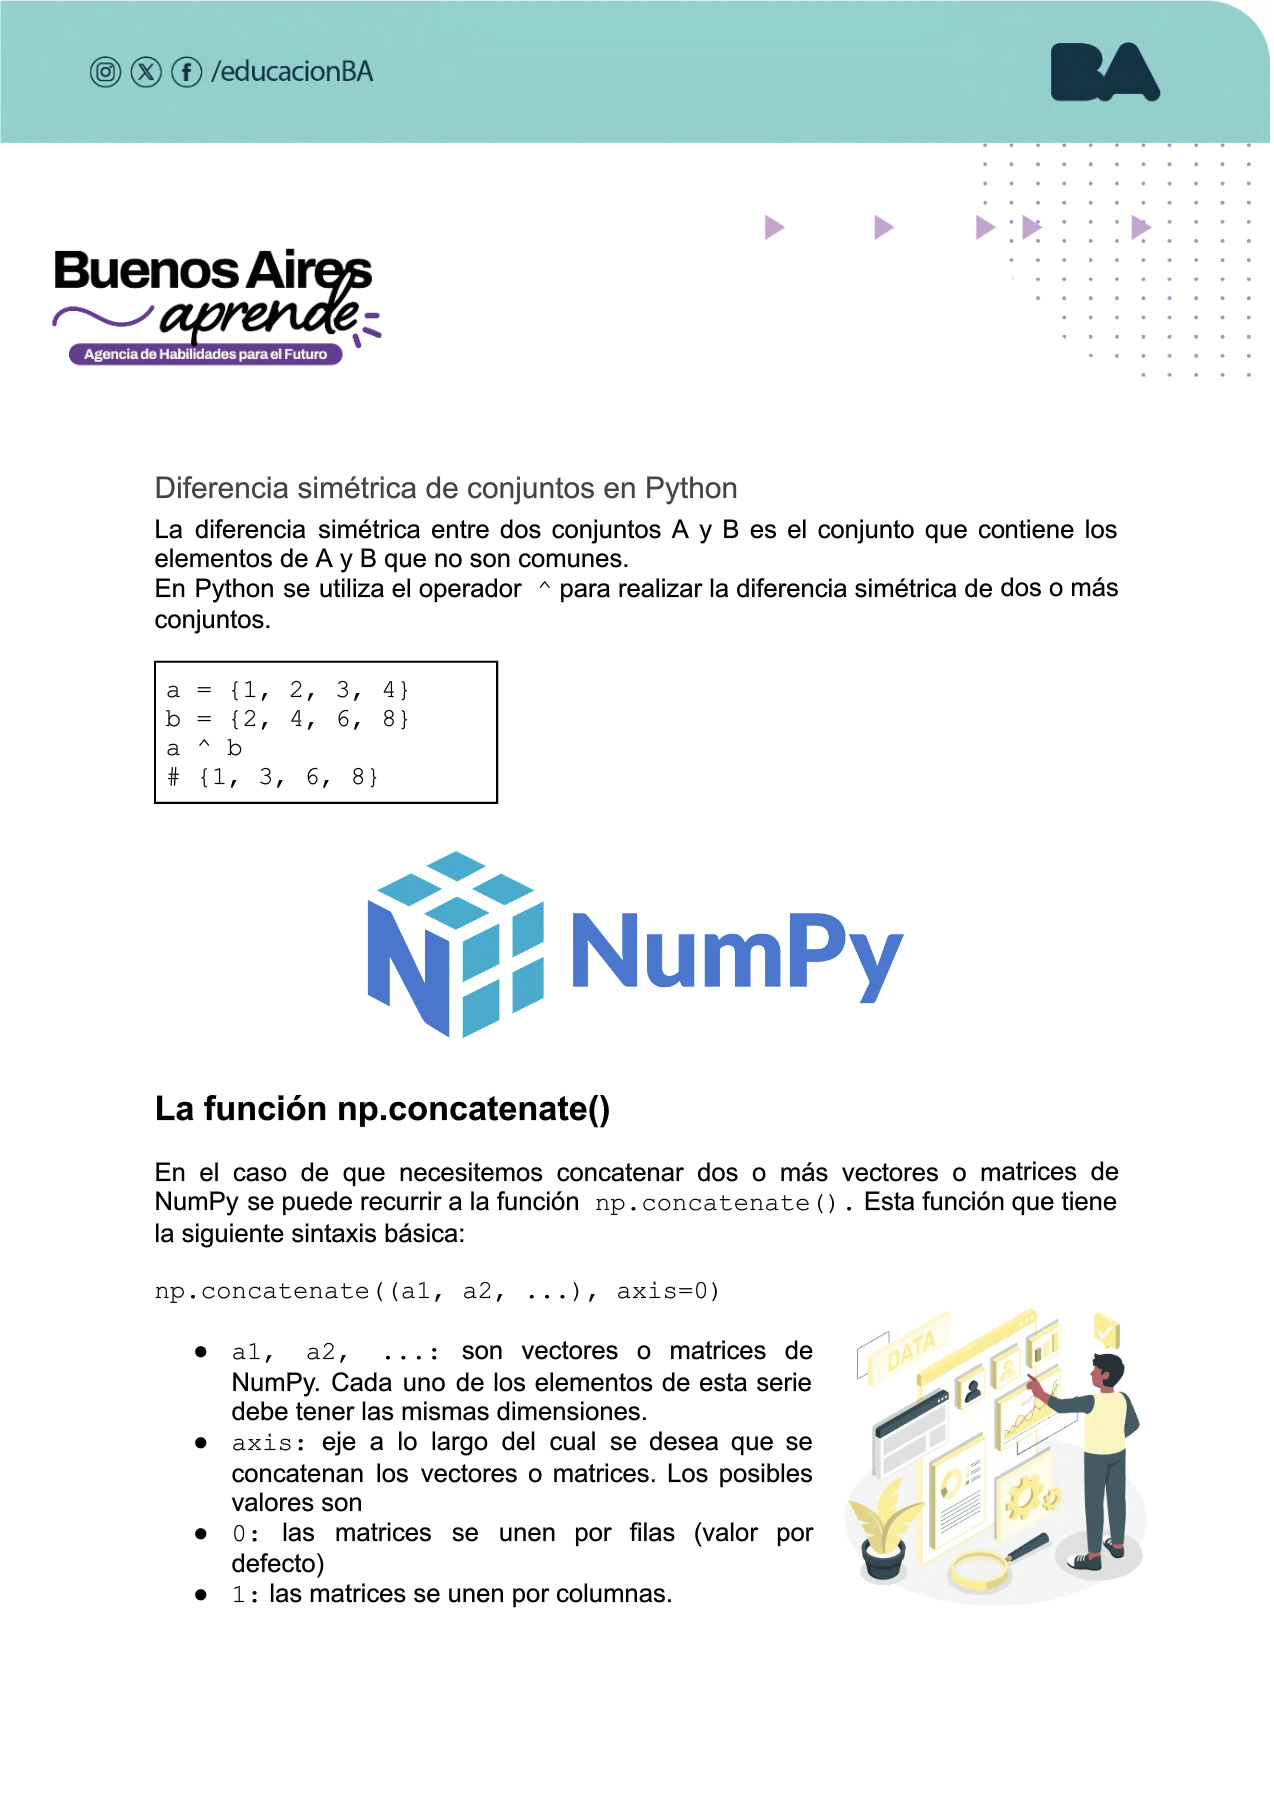 /educacionBA
BA
Buenos Aires
aprende
Agencia de Habilidades para el Futuro
Diferencia simétrica de conjuntos en Python
La diferencia simétrica entre dos conjuntos A y B es el conjunto que contiene los
elementos de A y B que no son comunes.
En Python se utiliza el operador ^ para realizar la diferencia simétrica de dos o más
conjuntos.
a = {1, 2, 3, 4}
b = {2, 4, 6, 8}
a ^ b
# {1, 3, 6, 8}
NumPy
La función np.concatenate()
En el caso de que necesitemos concatenar dos o más vectores o matrices de
NumPy se puede recurrir a la función np.concatenate(). Esta función que tiene
la siguiente sintaxis básica:
np.concatenate((a1, a2, ...), axis=0)
● a1, a2, ...: son vectores o matrices de
NumPy. Cada uno de los elementos de esta serie
debe tener las mismas dimensiones.
● axis: eje a lo largo del cual se desea que se
concatenan los vectores o matrices. Los posibles
valores son
● 0: las matrices se unen por filas (valor por
defecto)
● 1: las matrices se unen por columnas.
DATA